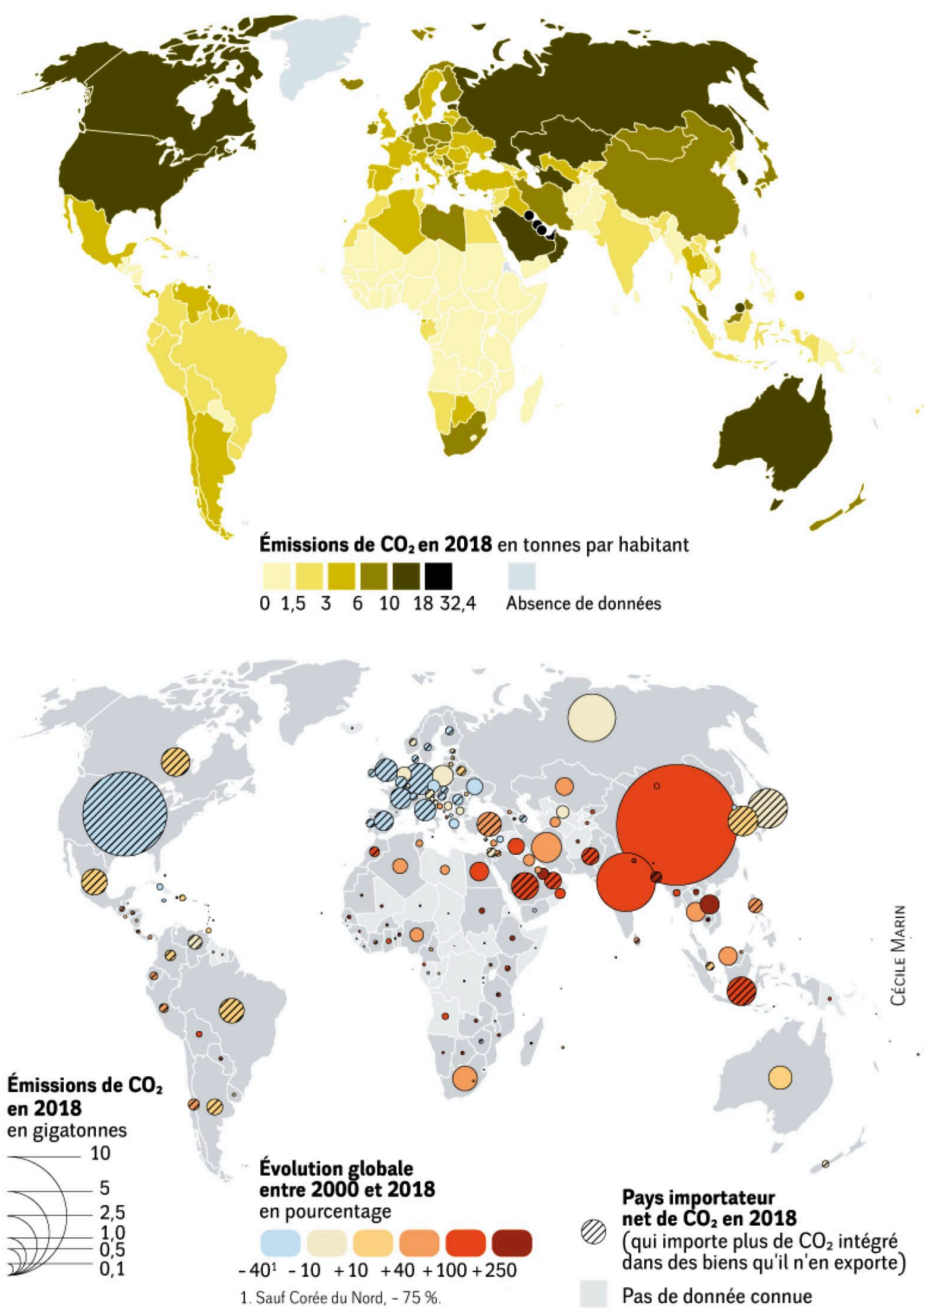 Émissions de CO₂ en 2018 en tonnes par habitant
0 1,5 3 6 10 18 32,4 Absence de données
CÉCILE MARIN
Émissions de CO₂
en 2018
en gigatonnes
10
5
2,5
1,0
0,5
0,1
Évolution globale
entre 2000 et 2018
en pourcentage
- 40¹ - 10 + 10 + 40 + 100 + 250
1. Sauf Corée du Nord, - 75 %.
Pays importateur
net de CO₂ en 2018
(qui importe plus de CO₂ intégré
dans des biens qu'il n'en exporte)
Pas de donnée connue